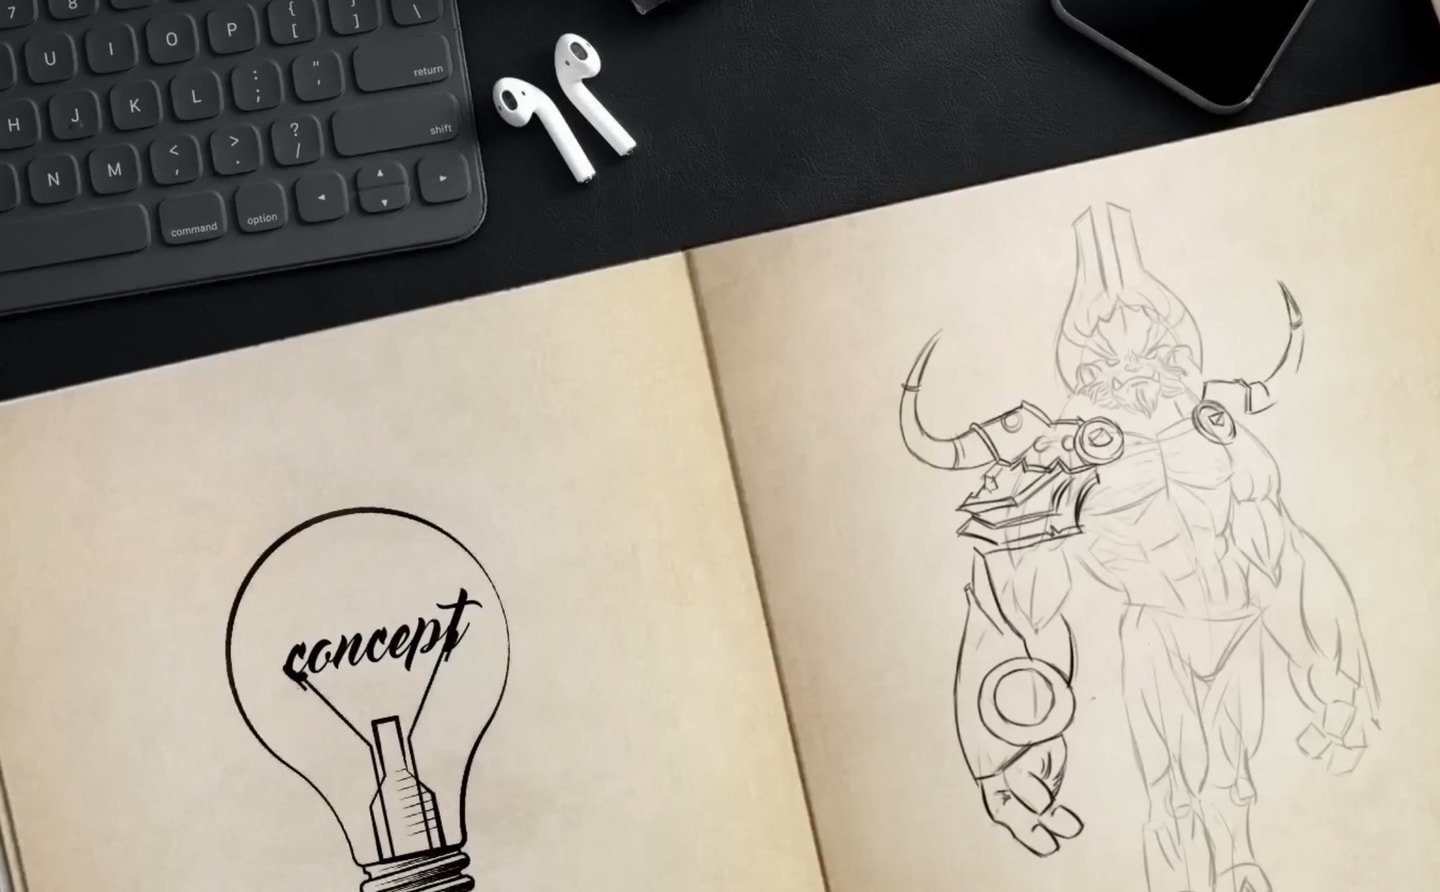 7 8 { [ } ] \
U I O P
H J K L : ; " ' return
N M < , > . ? / shift
command option
concept